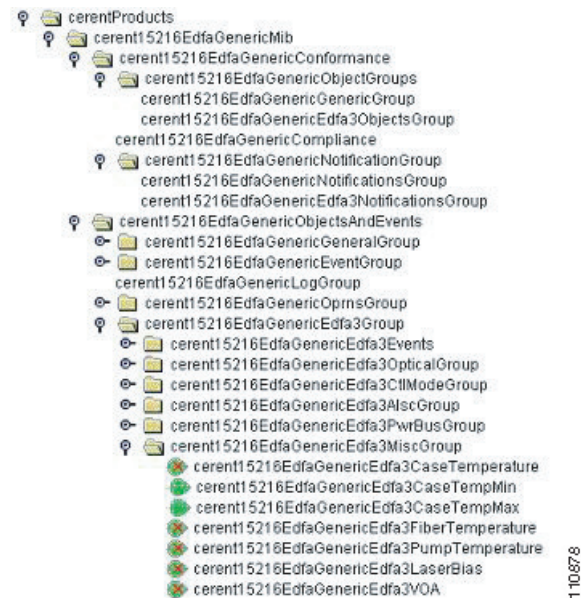 cerentProducts
cerent15216EdfaGenericMib
cerent15216EdfaGenericConformance
cerent15216EdfaGenericObjectGroups
cerent15216EdfaGenericGenericGroup
cerent15216EdfaGenericEdfa3ObjectsGroup
cerent15216EdfaGenericCompliance
cerent15216EdfaGenericNotificationGroup
cerent15216EdfaGenericNotificationsGroup
cerent15216EdfaGenericEdfa3NotificationsGroup
cerent15216EdfaGenericObjectsAndEvents
cerent15216EdfaGenericGeneralGroup
cerent15216EdfaGenericEventGroup
cerent15216EdfaGenericLogGroup
cerent15216EdfaGenericOprnsGroup
cerent15216EdfaGenericEdfa3Group
cerent15216EdfaGenericEdfa3Events
cerent15216EdfaGenericEdfa3OpticalGroup
cerent15216EdfaGenericEdfa3CtlModeGroup
cerent15216EdfaGenericEdfa3AlscGroup
cerent15216EdfaGenericEdfa3PwrBusGroup
cerent15216EdfaGenericEdfa3MiscGroup
cerent15216EdfaGenericEdfa3CaseTemperature
cerent15216EdfaGenericEdfa3CaseTempMin
cerent15216EdfaGenericEdfa3CaseTempMax
cerent15216EdfaGenericEdfa3FiberTemperature
cerent15216EdfaGenericEdfa3PumpTemperature
cerent15216EdfaGenericEdfa3LaserBias
cerent15216EdfaGenericEdfa3VOA
110878